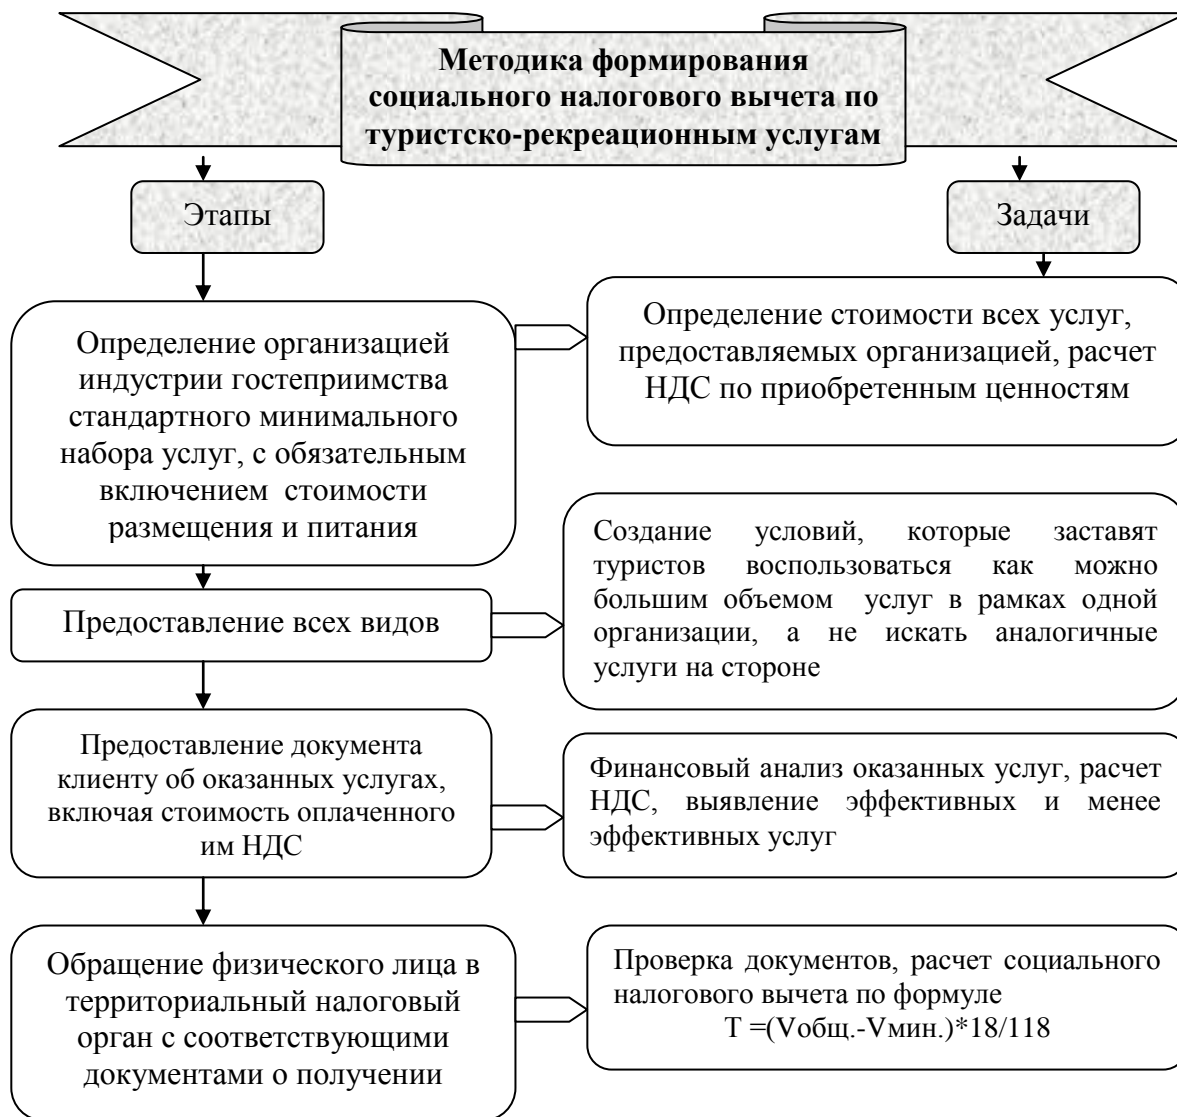 Методика формирования
социального налогового вычета по
туристско-рекреационным услугам
Этапы
Задачи
Определение организацией
индустрии гостеприимства
стандартного минимального
набора услуг, с обязательным
включением стоимости
размещения и питания
Определение стоимости всех услуг,
предоставляемых организацией, расчет
НДС по приобретенным ценностям
Предоставление всех видов
Создание условий, которые заставят
туристов воспользоваться как можно
большим объемом услуг в рамках одной
организации, а не искать аналогичные
услуги на стороне
Предоставление документа
клиенту об оказанных услугах,
включая стоимость оплаченного
им НДС
Финансовый анализ оказанных услуг, расчет
НДС, выявление эффективных и менее
эффективных услуг
Обращение физического лица в
территориальный налоговый
орган с соответствующими
документами о получении
Проверка документов, расчет социального
налогового вычета по формуле
Т =(Vобщ.-Vмин.)*18/118